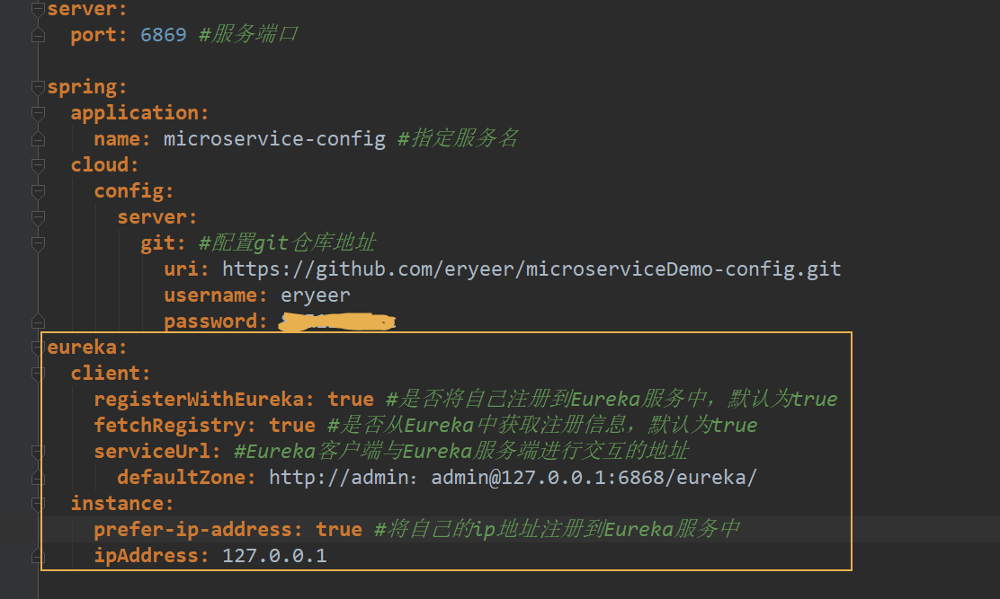 server:
  port: 6869 #服务端口
spring:
  application:
    name: microservice-config #指定服务名
  cloud:
    config:
      server:
        git: #配置git仓库地址
          uri: https://github.com/eryeer/microserviceDemo-config.git
          username: eryeer
          password:
eureka:
  client:
    registerWithEureka: true #是否将自己注册到Eureka服务中，默认为true
    fetchRegistry: true #是否从Eureka中获取注册信息，默认为true
    serviceUrl: #Eureka客户端与Eureka服务端进行交互的地址
      defaultZone: http://admin：admin@127.0.0.1:6868/eureka/
  instance:
    prefer-ip-address: true #将自己的ip地址注册到Eureka服务中
    ipAddress: 127.0.0.1